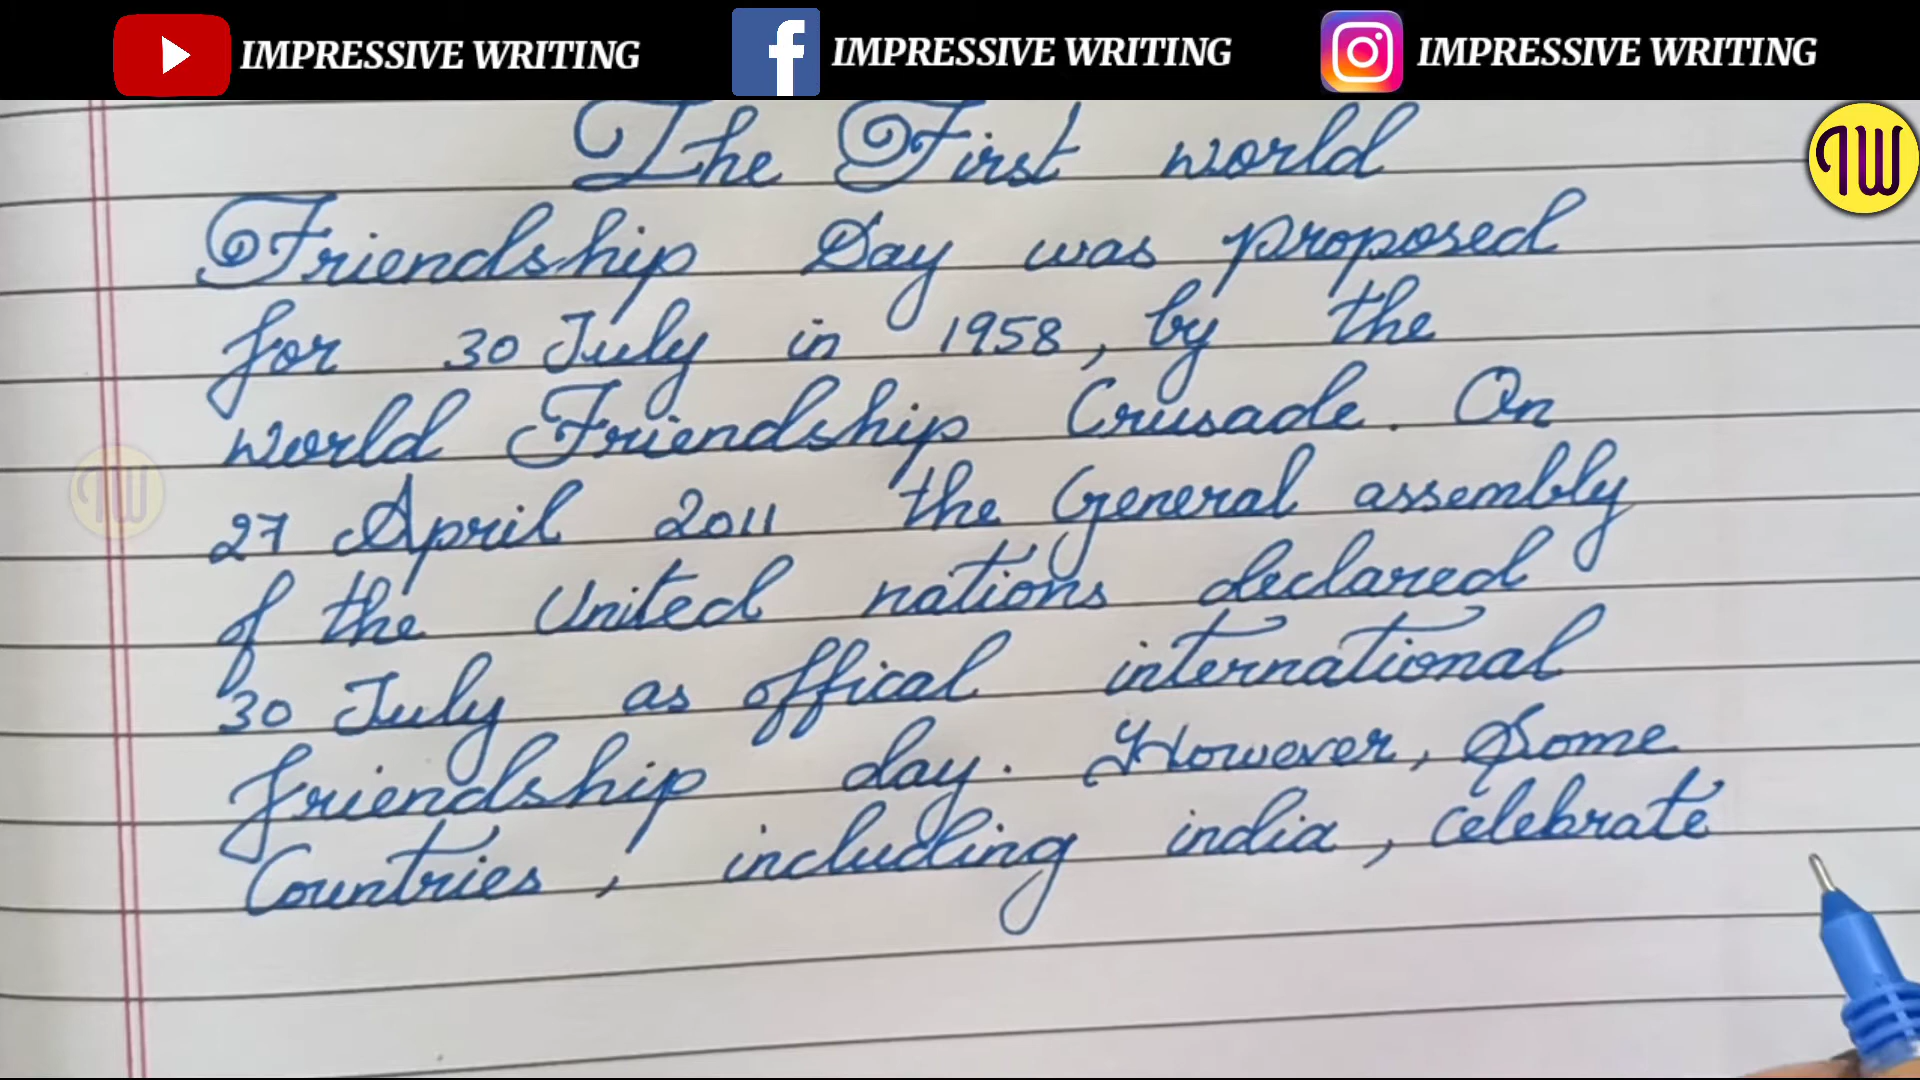 IMPRESSIVE WRITING IMPRESSIVE WRITING IMPRESSIVE WRITING
The First world
Friendship Day was proposed
for 30 July in 1958, by the
world Friendship Crusade. On
27 April 2011 the General assembly
of the United nations declared
30 July as offical international
friendship day. However, Some
Countries, including india, celebrate
IW
IW